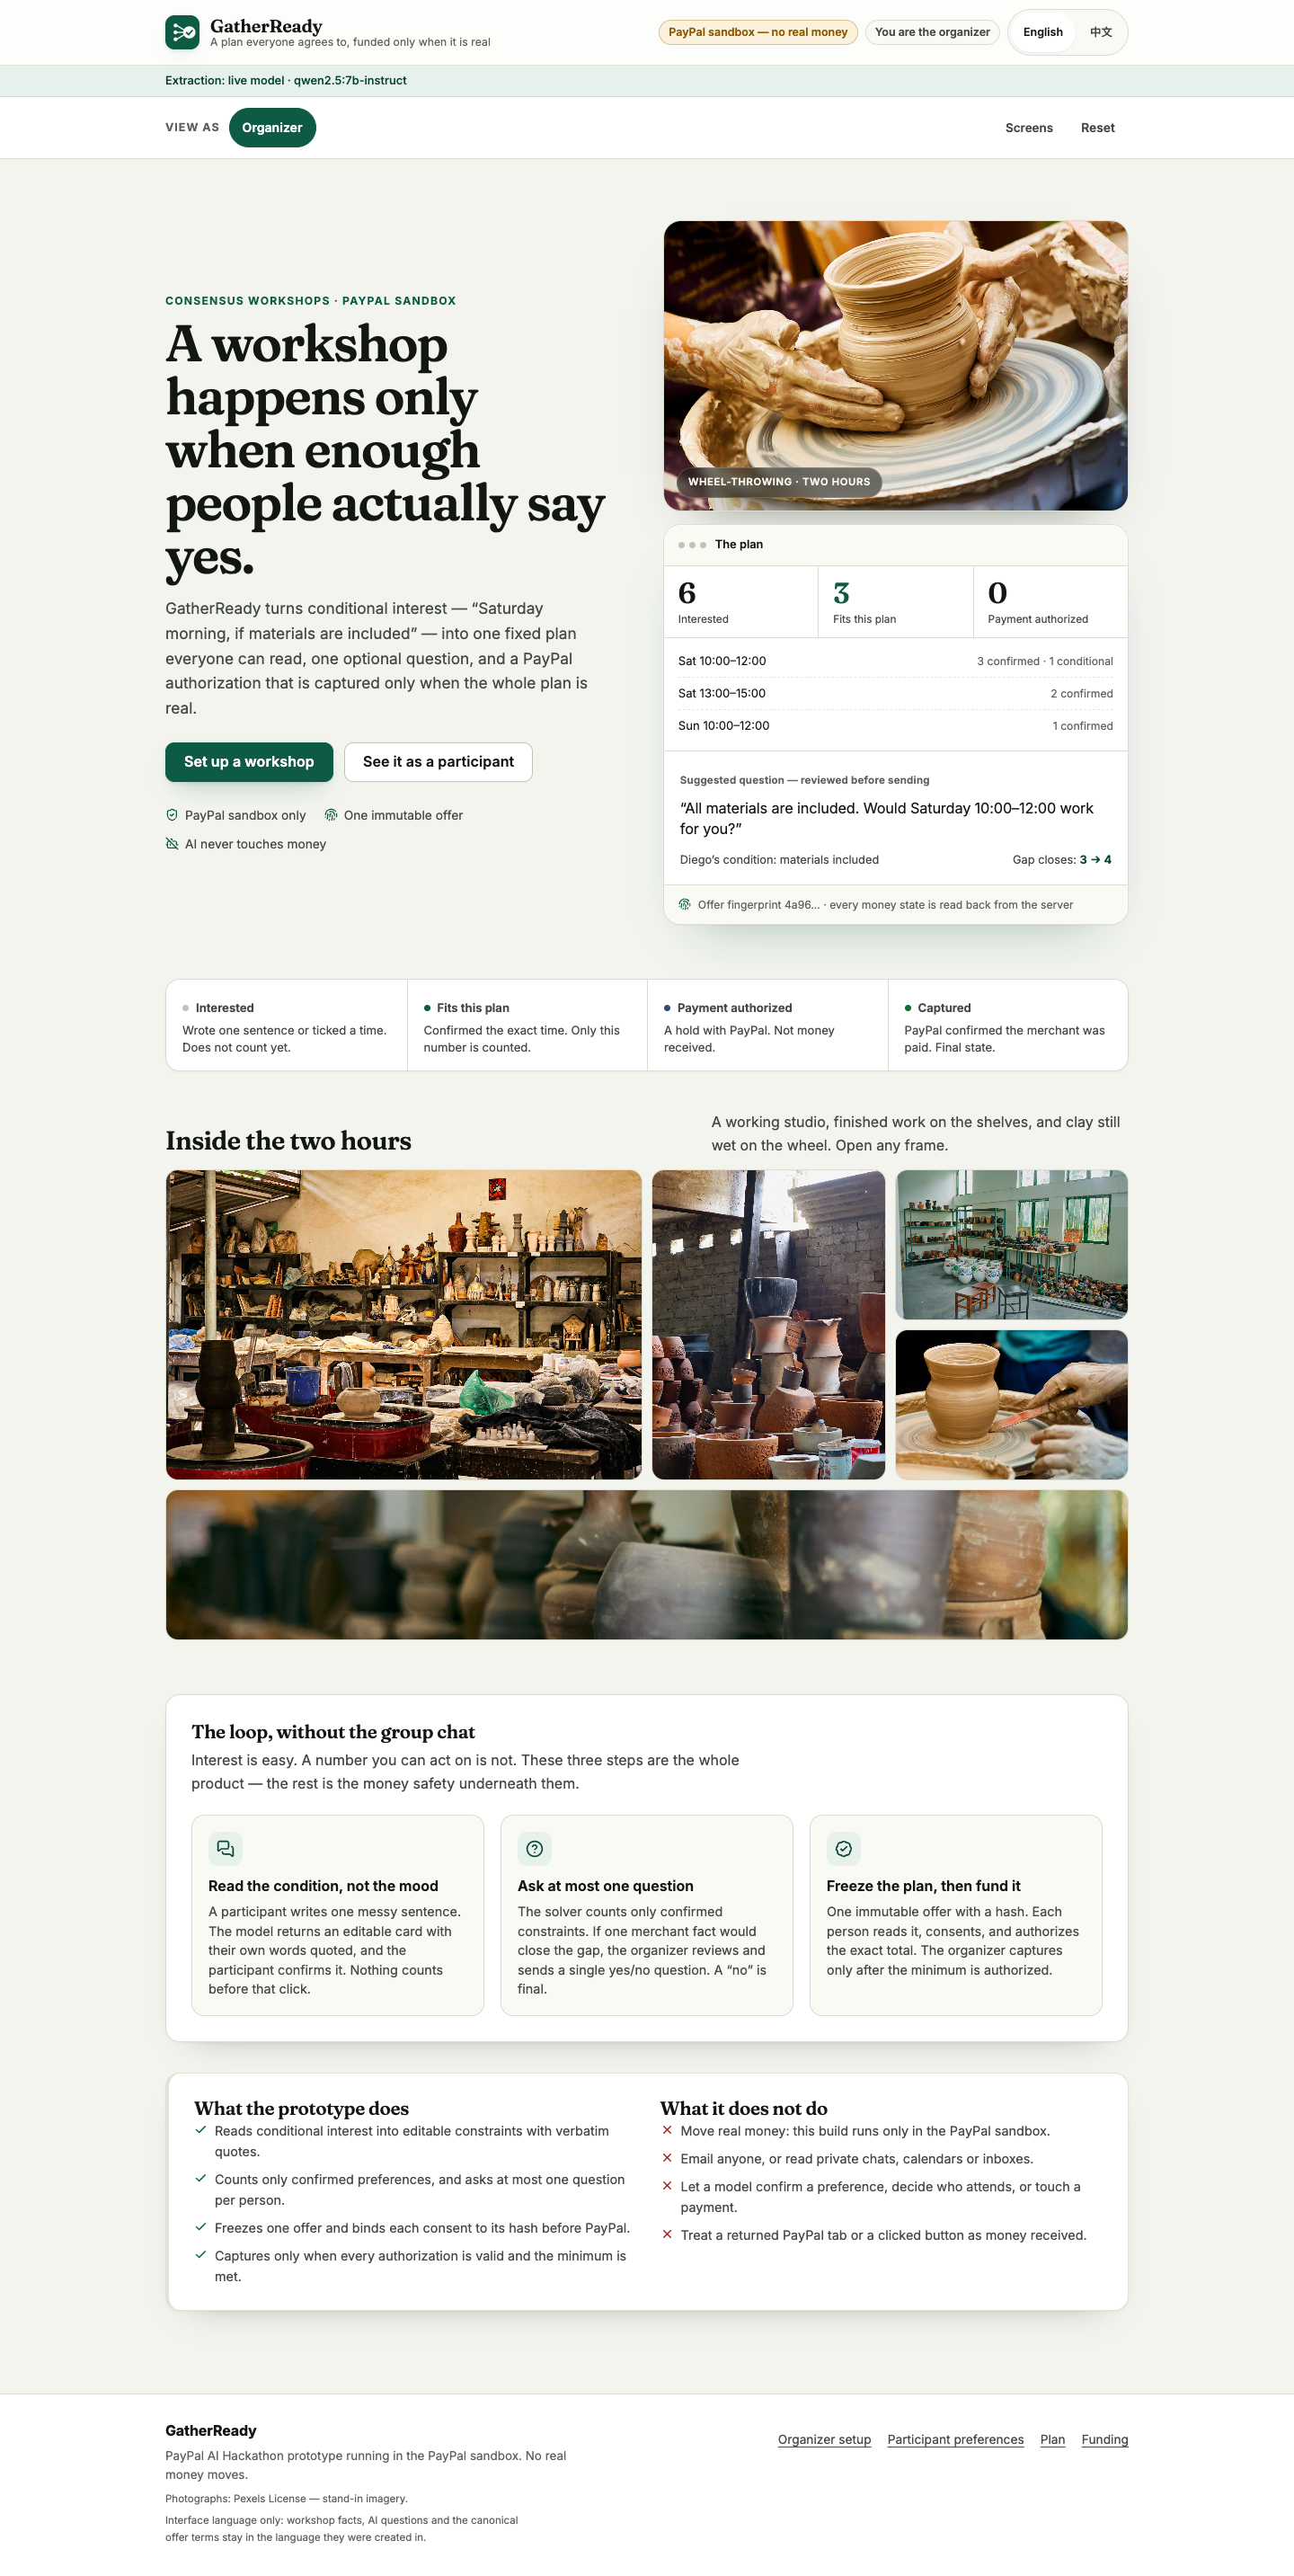 GatherReady
A plan everyone agrees to, funded only when it is real
PayPal sandbox — no real money
You are the organizer
English
中文
Extraction: live model · qwen2.5:7b-instruct
VIEW AS
Organizer
Screens
Reset
CONSENSUS WORKSHOPS · PAYPAL SANDBOX
A workshop
happens only
when enough
people actually say
yes.
GatherReady turns conditional interest — “Saturday
morning, if materials are included” — into one fixed plan
everyone can read, one optional question, and a PayPal
authorization that is captured only when the whole plan is
real.
Set up a workshop
See it as a participant
PayPal sandbox only
One immutable offer
AI never touches money
WHEEL-THROWING · TWO HOURS
The plan
6
Interested
3
Fits this plan
0
Payment authorized
Sat 10:00–12:00
3 confirmed · 1 conditional
Sat 13:00–15:00
2 confirmed
Sun 10:00–12:00
1 confirmed
Suggested question — reviewed before sending
“All materials are included. Would Saturday 10:00–12:00 work
for you?”
Diego’s condition: materials included
Gap closes: 3 → 4
Offer fingerprint 4a96… · every money state is read back from the server
Interested
Wrote one sentence or ticked a time.
Does not count yet.
Fits this plan
Confirmed the exact time. Only this
number is counted.
Payment authorized
A hold with PayPal. Not money
received.
Captured
PayPal confirmed the merchant was
paid. Final state.
Inside the two hours
A working studio, finished work on the shelves, and clay still
wet on the wheel. Open any frame.
The loop, without the group chat
Interest is easy. A number you can act on is not. These three steps are the whole
product — the rest is the money safety underneath them.
Read the condition, not the mood
A participant writes one messy sentence.
The model returns an editable card with
their own words quoted, and the
participant confirms it. Nothing counts
before that click.
Ask at most one question
The solver counts only confirmed
constraints. If one merchant fact would
close the gap, the organizer reviews and
sends a single yes/no question. A “no” is
final.
Freeze the plan, then fund it
One immutable offer with a hash. Each
person reads it, consents, and authorizes
the exact total. The organizer captures
only after the minimum is authorized.
What the prototype does
Reads conditional interest into editable constraints with verbatim
quotes.
Counts only confirmed preferences, and asks at most one question
per person.
Freezes one offer and binds each consent to its hash before PayPal.
Captures only when every authorization is valid and the minimum is
met.
What it does not do
Move real money: this build runs only in the PayPal sandbox.
Email anyone, or read private chats, calendars or inboxes.
Let a model confirm a preference, decide who attends, or touch a
payment.
Treat a returned PayPal tab or a clicked button as money received.
GatherReady
PayPal AI Hackathon prototype running in the PayPal sandbox. No real
money moves.
Photographs: Pexels License — stand-in imagery.
Interface language only: workshop facts, AI questions and the canonical
offer terms stay in the language they were created in.
Organizer setup
Participant preferences
Plan
Funding